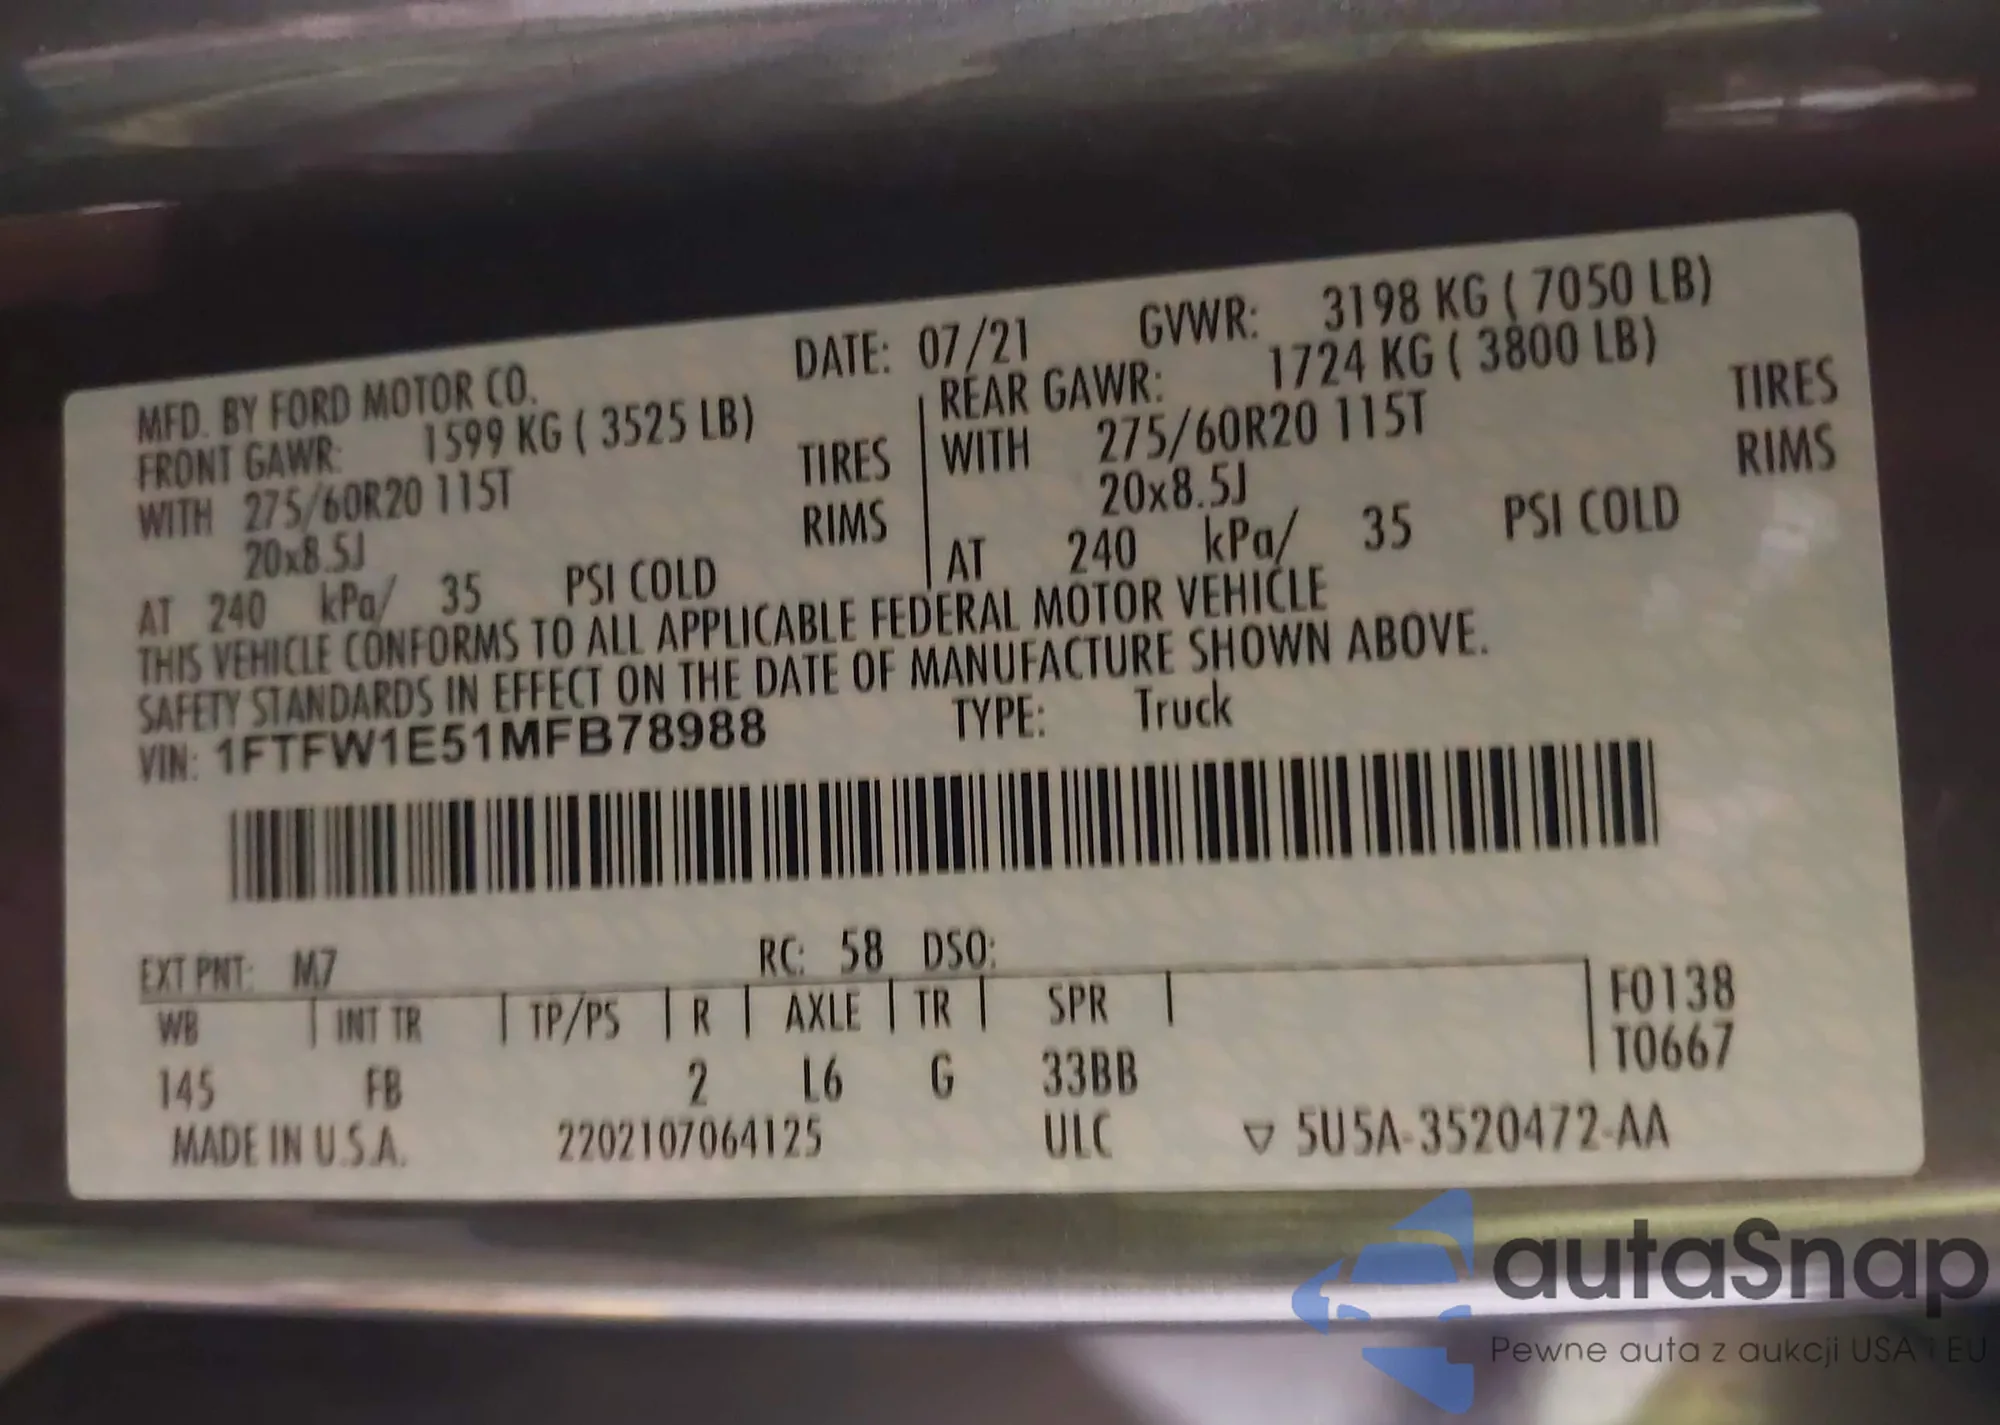 MFD. BY FORD MOTOR CO. DATE: 07/21 GVWR: 3198 KG ( 7050 LB)
FRONT GAWR: 1599 KG ( 3525 LB) REAR GAWR: 1724 KG ( 3800 LB)
WITH 275/60R20 115T TIRES WITH 275/60R20 115T TIRES
20x8.5J RIMS 20x8.5J RIMS
AT 240 kPa/ 35 PSI COLD AT 240 kPa/ 35 PSI COLD
THIS VEHICLE CONFORMS TO ALL APPLICABLE FEDERAL MOTOR VEHICLE
SAFETY STANDARDS IN EFFECT ON THE DATE OF MANUFACTURE SHOWN ABOVE.
VIN: 1FTFW1E51MFB78988 TYPE: Truck
EXT PNT: M7 RC: 58 DSO:
WB INT TR TP/PS R AXLE TR SPR F0138
145 FB 2 L6 G 33BB T0667
MADE IN U.S.A. 2202107064125 ULC ▽ 5U5A-3520472-AA
autaSnap
Pewne auta z aukcji USA i EU